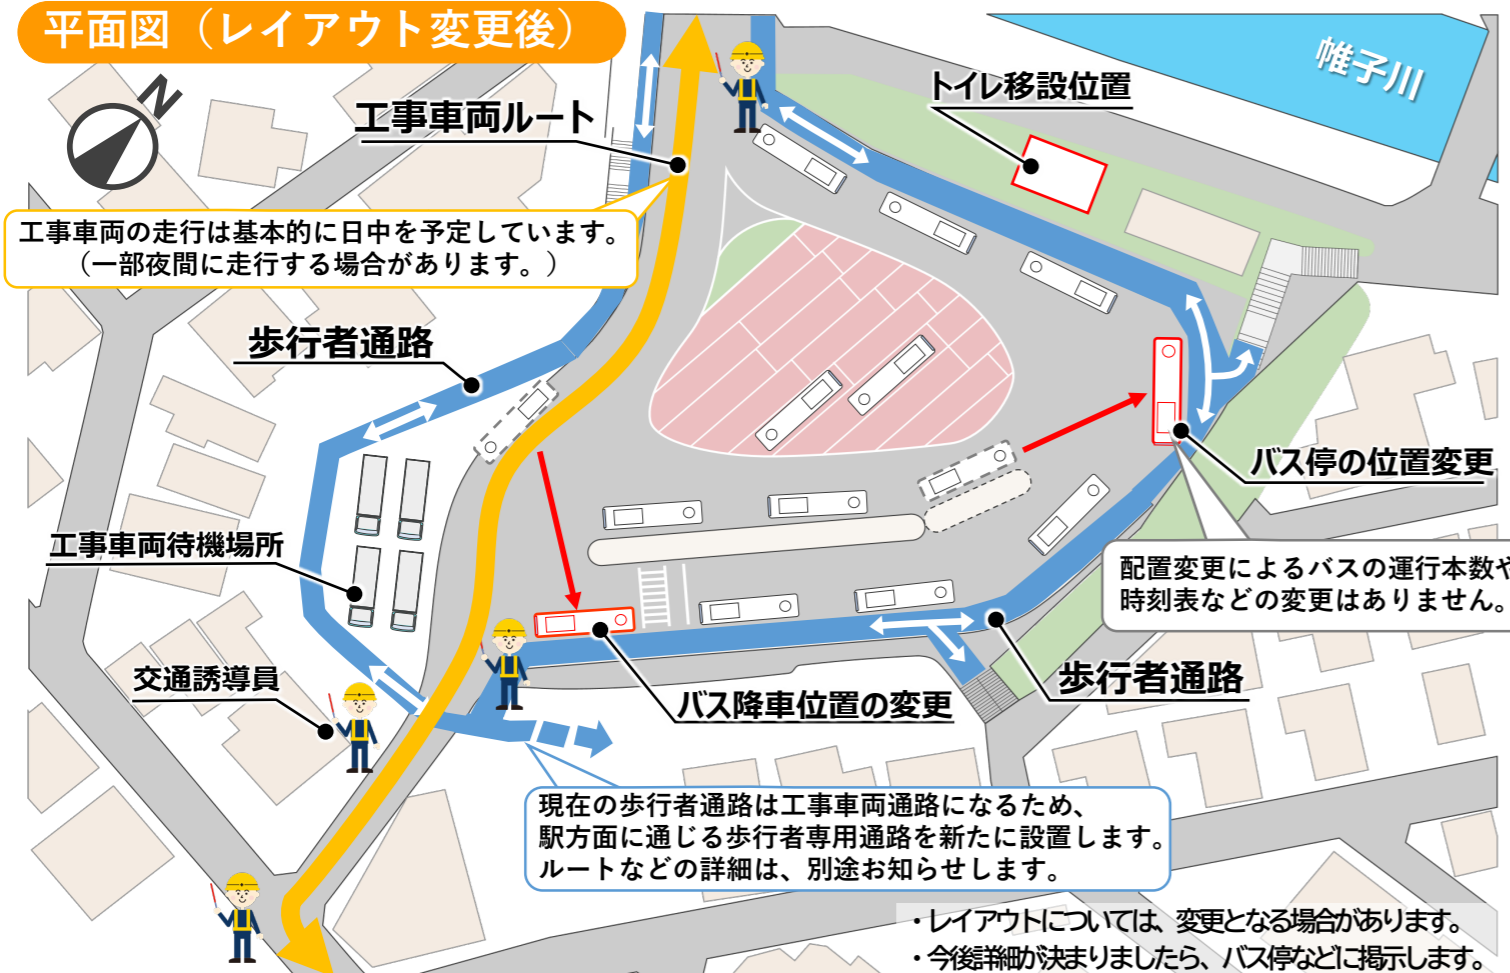 平面図（レイアウト変更後）
N
帷子川
トイレ移設位置
工事車両ルート
工事車両の走行は基本的に日中を予定しています。
（一部夜間に走行する場合があります。）
歩行者通路
バス停の位置変更
工事車両待機場所
配置変更によるバスの運行本数や
時刻表などの変更はありません。
交通誘導員
バス降車位置の変更
歩行者通路
現在の歩行者通路は工事車両通路になるため、
駅方面に通じる歩行者専用通路を新たに設置します。
ルートなどの詳細は、別途お知らせします。
・レイアウトについては、変更となる場合があります。
・今後詳細が決まりましたら、バス停などに掲示します。